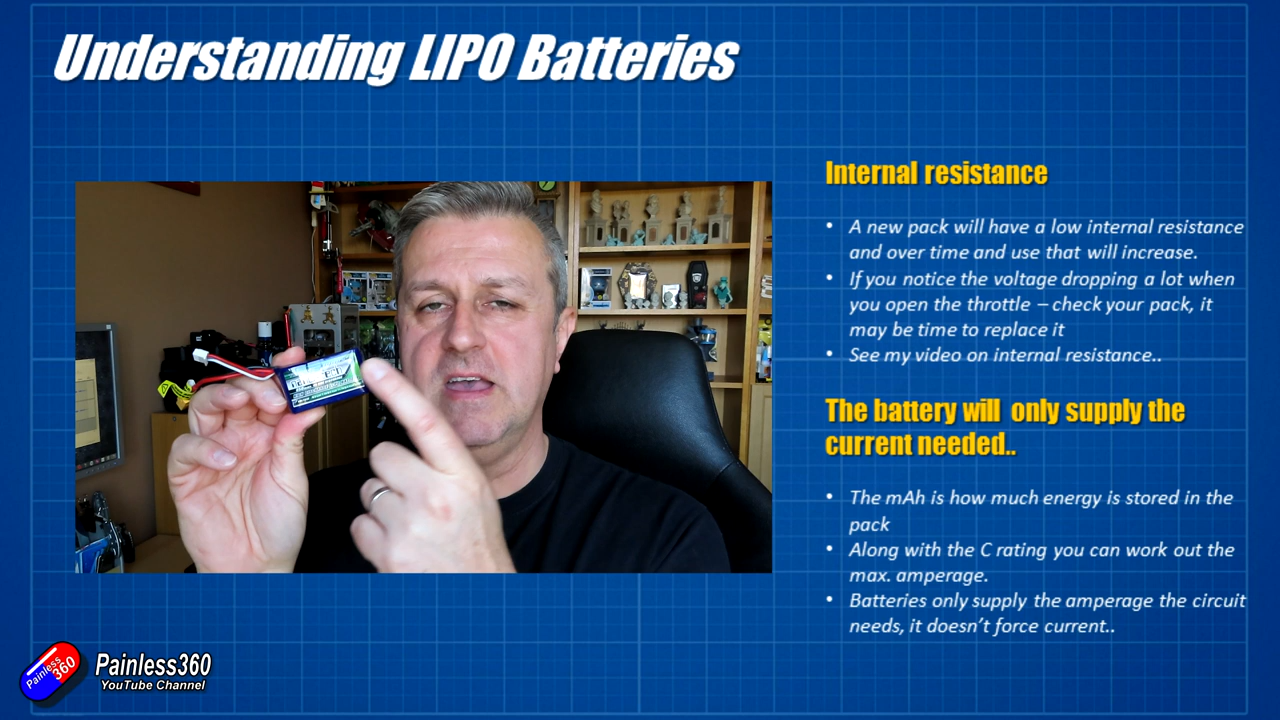 Understanding LIPO Batteries
Internal resistance
• A new pack will have a low internal resistance
and over time and use that will increase.
• If you notice the voltage dropping a lot when
you open the throttle – check your pack, it
may be time to replace it
• See my video on internal resistance..
The battery will only supply the
current needed..
• The mAh is how much energy is stored in the
pack
• Along with the C rating you can work out the
max. amperage.
• Batteries only supply the amperage the circuit
needs, it doesn't force current..
Painless
360
Painless360
YouTube Channel